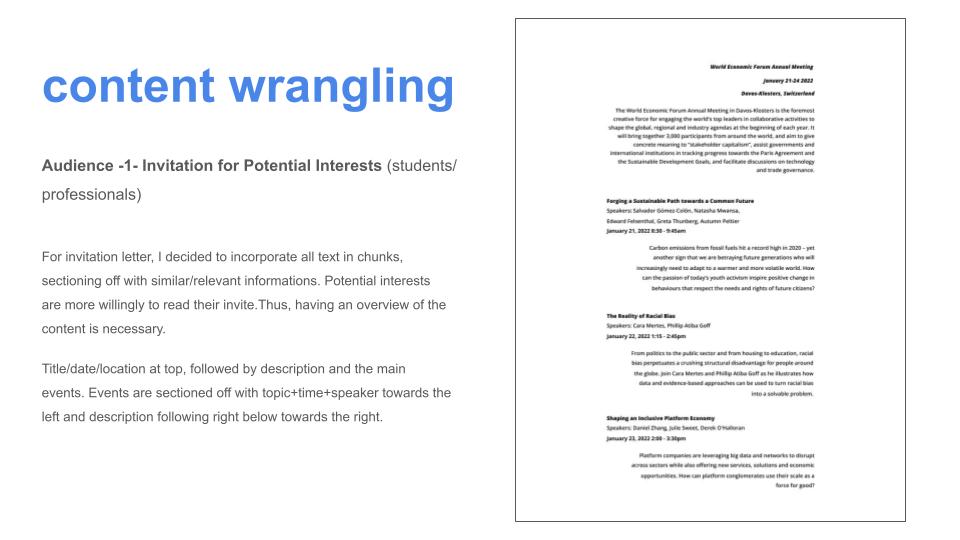 content wrangling
Audience -1- Invitation for Potential Interests (students/
professionals)
For invitation letter, I decided to incorporate all text in chunks,
sectioning off with similar/relevant informations. Potential interests
are more willingly to read their invite.Thus, having an overview of the
content is necessary.
Title/date/location at top, followed by description and the main
events. Events are sectioned off with topic+time+speaker towards the
left and description following right below towards the right.
World Economic Forum Annual Meeting
January 21-24 2022
Davos-Klosters, Switzerland
The World Economic Forum Annual Meeting in Davos-Klosters is the foremost
creative force for engaging the world's top leaders in collaborative activities to
shape the global, regional and industry agendas at the beginning of each year. It
will bring together 3,000 participants from around the world, and aim to give
concrete meaning to "stakeholder capitalism", assist governments and
international institutions in tracking progress towards the Paris Agreement and
the Sustainable Development Goals, and facilitate discussions on technology
and trade governance.
Forging a Sustainable Path towards a Common Future
Speakers: Salvador Gómez-Colón, Natasha Mwansa,
Edward Felsenthal, Greta Thunberg, Autumn Peltier
January 21, 2022 8:30 - 9:45am
Carbon emissions from fossil fuels hit a record high in 2020 – yet
another sign that we are betraying future generations who will
increasingly need to adapt to a warmer and more volatile world. How
can the passion of today's youth activism inspire positive change in
behaviours that respect the needs and rights of future citizens?
The Reality of Racial Bias
Speakers: Cara Mertes, Phillip Atiba Goff
January 22, 2022 1:15 - 2:45pm
From politics to the public sector and from housing to education, racial
bias perpetuates a crushing structural disadvantage for people around
the globe. Join Cara Mertes and Phillip Atiba Goff as he illustrates how
data and evidence-based approaches can be used to turn racial bias
into a solvable problem.
Shaping an Inclusive Platform Economy
Speakers: Daniel Zhang, Julie Sweet, Derek O'Halloran
January 23, 2022 2:00 - 3:30pm
Platform companies are leveraging big data and networks to disrupt
across sectors while also offering new services, solutions and economic
opportunities. How can platform conglomerates use their scale as a
force for good?